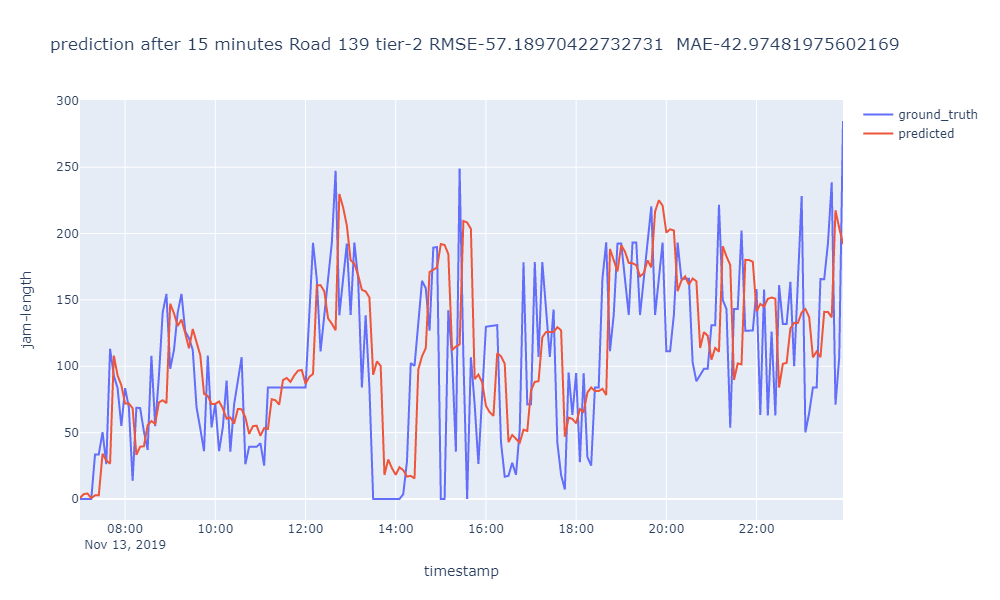 prediction after 15 minutes Road 139 tier-2 RMSE-57.18970422732731  MAE-42.97481975602169
ground_truth
predicted
300
250
200
150
100
50
0
jam-length
08:00 10:00 12:00 14:00 16:00 18:00 20:00 22:00
Nov 13, 2019
timestamp